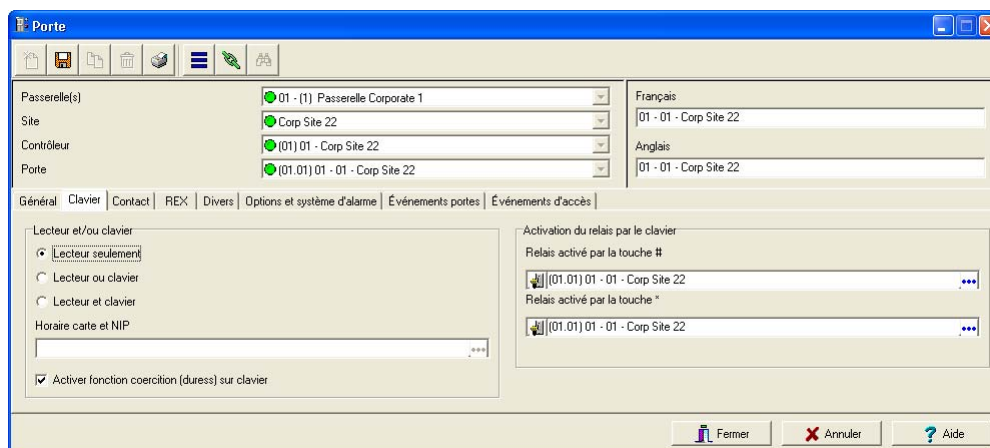 Porte
Passerelle(s)
01 - (1) Passerelle Corporate 1
Site
Corp Site 22
Contrôleur
(01) 01 - Corp Site 22
Porte
(01.01) 01 - 01 - Corp Site 22
Français
01 - 01 - Corp Site 22
Anglais
01 - 01 - Corp Site 22
Général Clavier Contact REX Divers Options et système d'alarme Événements portes Événements d'accès
Lecteur et/ou clavier
Lecteur seulement
Lecteur ou clavier
Lecteur et clavier
Horaire carte et NIP
...
Activer fonction coercition (duress) sur clavier
Activation du relais par le clavier
Relais activé par la touche #
(01.01) 01 - 01 - Corp Site 22
...
Relais activé par la touche *
(01.01) 01 - 01 - Corp Site 22
...
Fermer
Annuler
? Aide